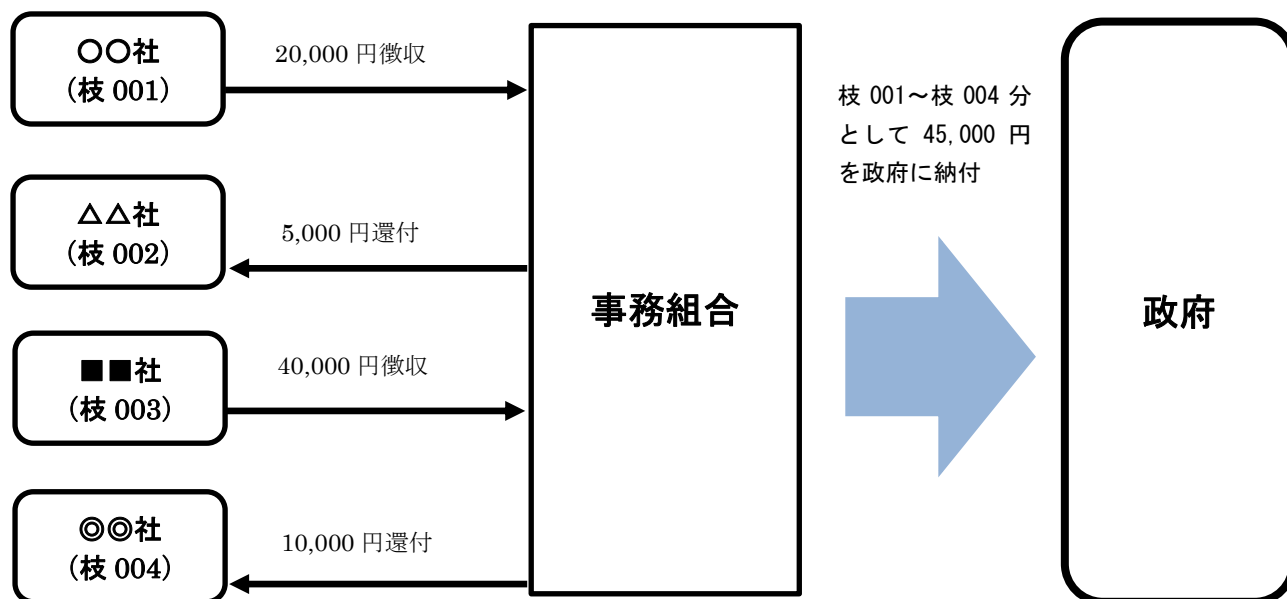 〇〇社
(枝 001)
20,000 円徴収
△△社
(枝 002)
5,000 円還付
■■社
(枝 003)
40,000 円徴収
◎◎社
(枝 004)
10,000 円還付
事務組合
枝 001～枝 004 分
として 45,000 円
を政府に納付
政府